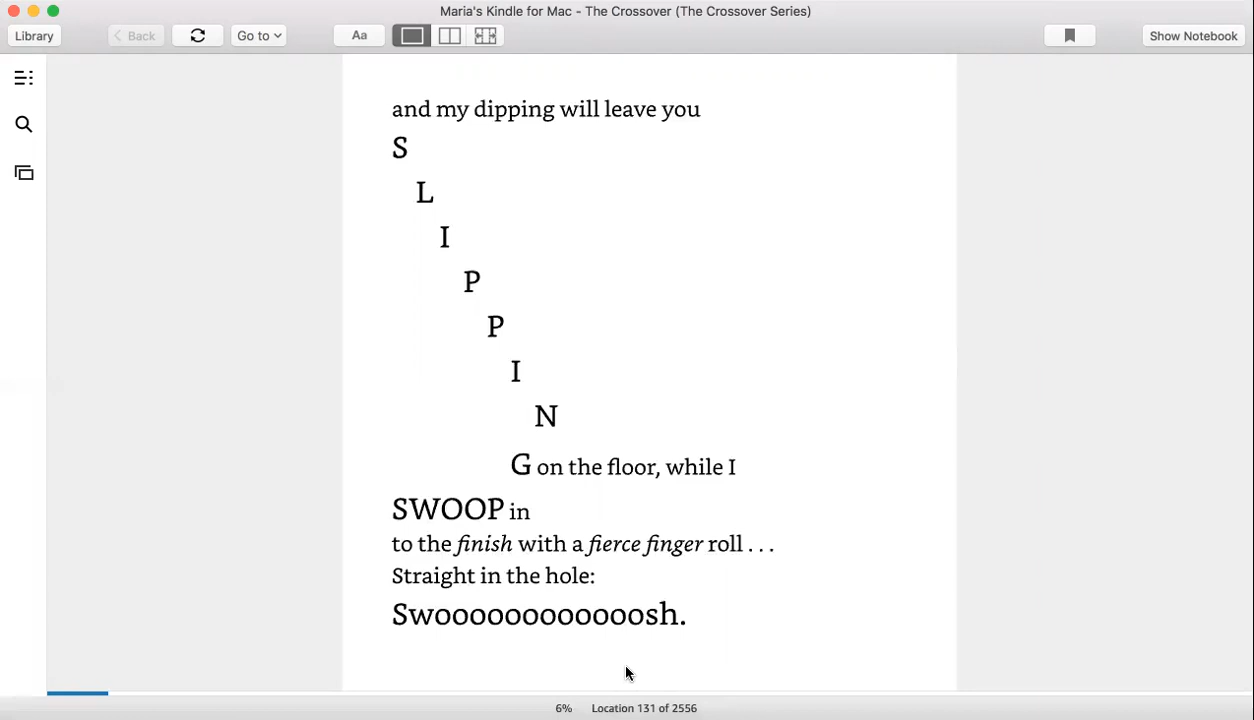 Maria's Kindle for Mac - The Crossover (The Crossover Series)
Library
Back
Go to
Aa
Show Notebook
and my dipping will leave you
S
L
I
P
P
I
N
G on the floor, while I
SWOOP in
to the finish with a fierce finger roll . . .
Straight in the hole:
Swoooooooooooosh.
6% Location 131 of 2556